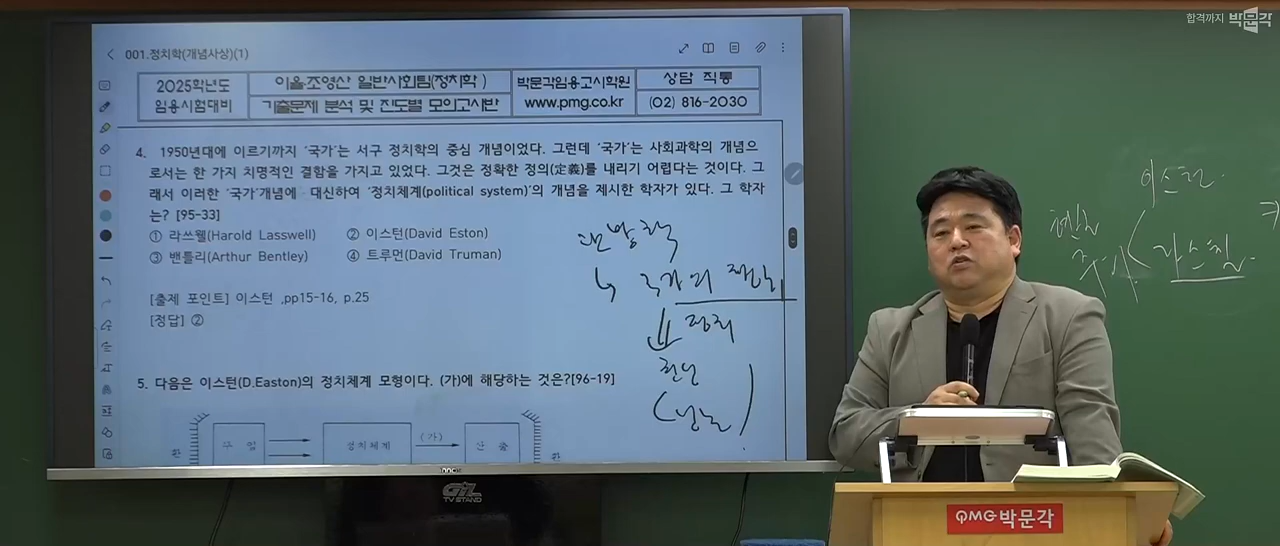 합격까지 박문각
001.정치학(개념사상)(1)
2025학년도 임용시험대비
이율·조영산 일반사회팀(정치학)
기출문제 분석 및 진도별 모의고사반
박문각임용고시학원
www.pmg.co.kr
상담 직통
(02) 816-2030
4. 1950년대에 이르기까지 '국가'는 서구 정치학의 중심 개념이었다. 그런데 '국가'는 사회과학의 개념으
로서는 한 가지 치명적인 결함을 가지고 있었다. 그것은 정확한 정의(定義)를 내리기 어렵다는 것이다. 그
래서 이러한 '국가'개념에 대신하여 '정치체계(political system)'의 개념을 제시한 학자가 있다. 그 학자
는? [95-33]
① 라쓰웰(Harold Lasswell) ② 이스턴(David Eston)
③ 밴틀리(Arthur Bentley) ④ 트루먼(David Truman)
[출제 포인트] 이스턴 ,pp15-16, p.25
[정답] ②
5. 다음은 이스턴(D.Easton)의 정치체계 모형이다. (가)에 해당하는 것은?[96-19]
투 입
정치체계
(가)
산 출
환
환
이스턴
GTL
TV STAND
PMG 박문각